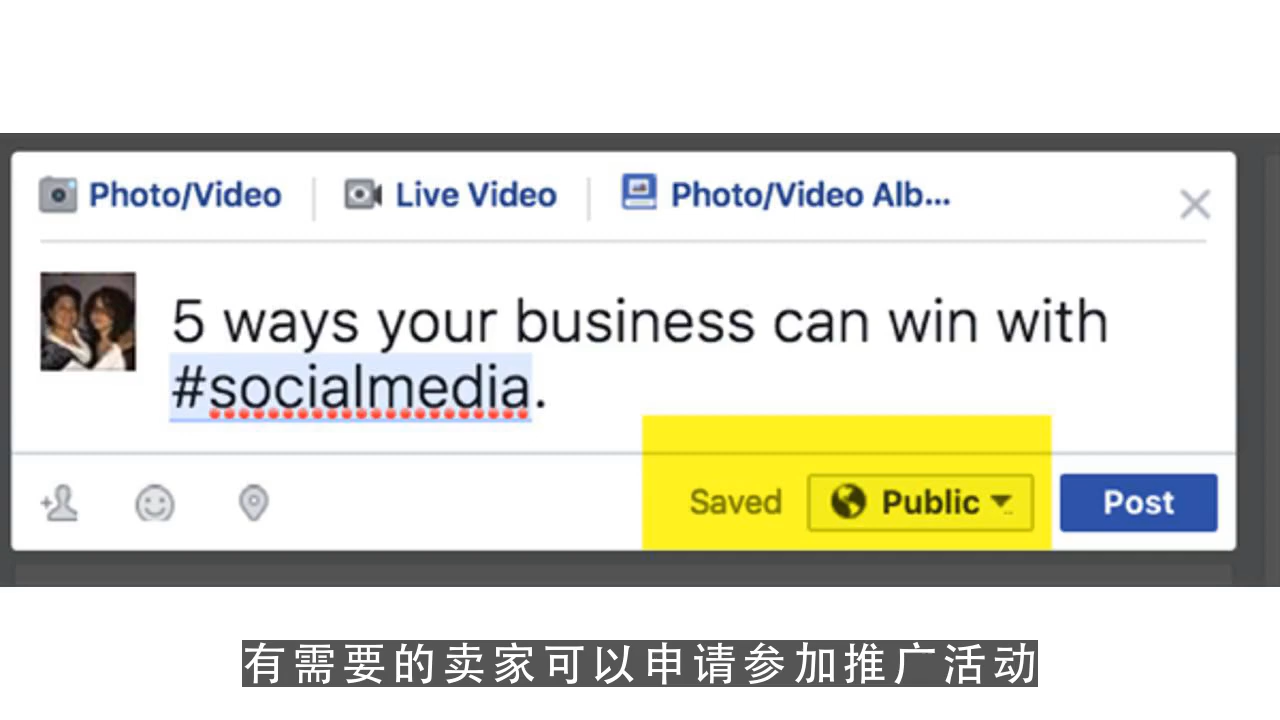 Photo/Video
Live Video
Photo/Video Alb...
5 ways your business can win with
#socialmedia.
Saved
Public
Post
有需要的卖家可以申请参加推广活动